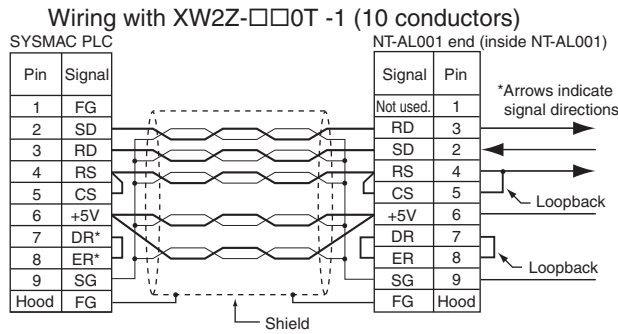 Wiring with XW2Z-□□0T -1 (10 conductors)
SYSMAC PLC NT-AL001 end (inside NT-AL001)
Pin Signal Signal Pin
*Arrows indicate
signal directions
1 FG Not used. 1
2 SD RD 3
3 RD SD 2
4 RS RS 4
5 CS CS 5
Loopback
6 +5V +5V 6
7 DR* DR 7
8 ER* ER 8
Loopback
9 SG SG 9
Hood FG FG Hood
Shield